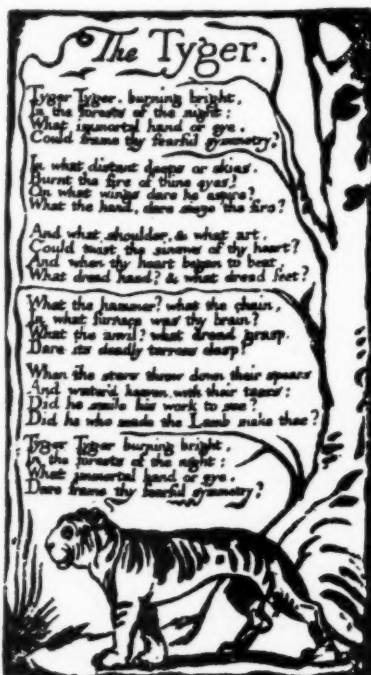 The Tyger.
Tyger Tyger. burning bright,
In the forests of the night:
What immortal hand or eye.
Could frame thy fearful symmetry?
In what distant deeps or skies.
Burnt the fire of thine eyes?
On what wings dare he aspire?
What the hand, dare sieze the fire?
And what shoulder, & what art,
Could twist the sinews of thy heart?
And when thy heart began to beat,
What dread hand? & what dread feet?
What the hammer? what the chain,
In what furnace was thy brain?
What the anvil? what dread grasp.
Dare its deadly terrors clasp?
When the stars threw down their spears
And water'd heaven with their tears:
Did he smile his work to see?
Did he who made the Lamb make thee?
Tyger Tyger burning bright,
In the forests of the night:
What immortal hand or eye,
Dare frame thy fearful symmetry?